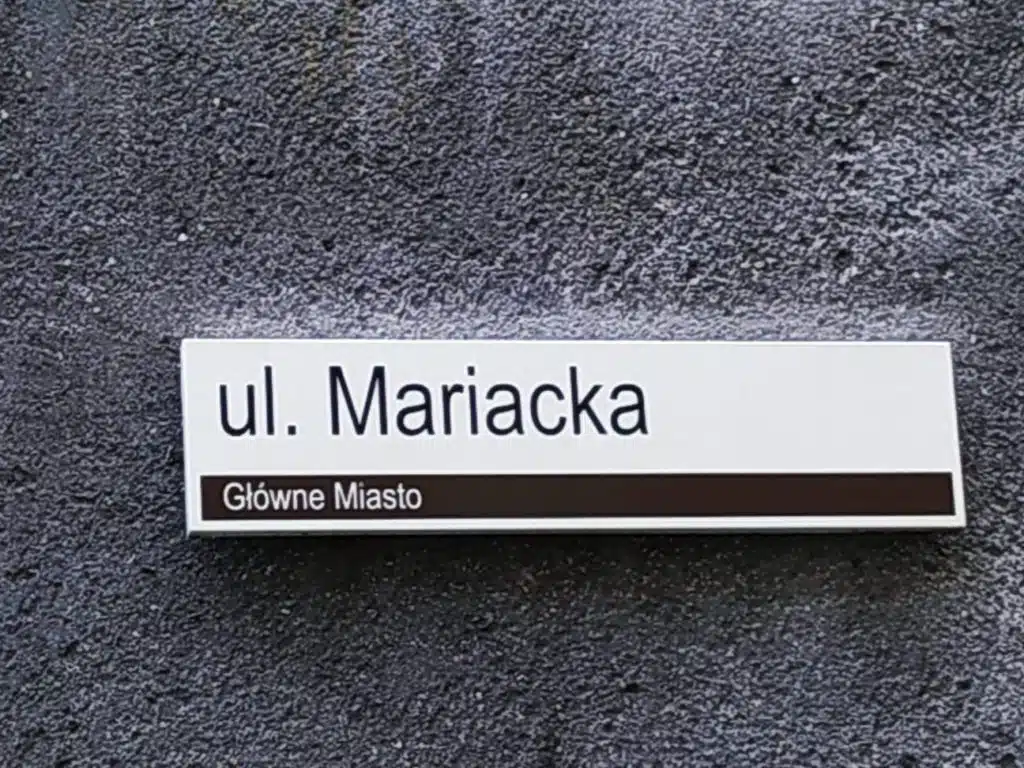 ul. Mariacka
Główne Miasto